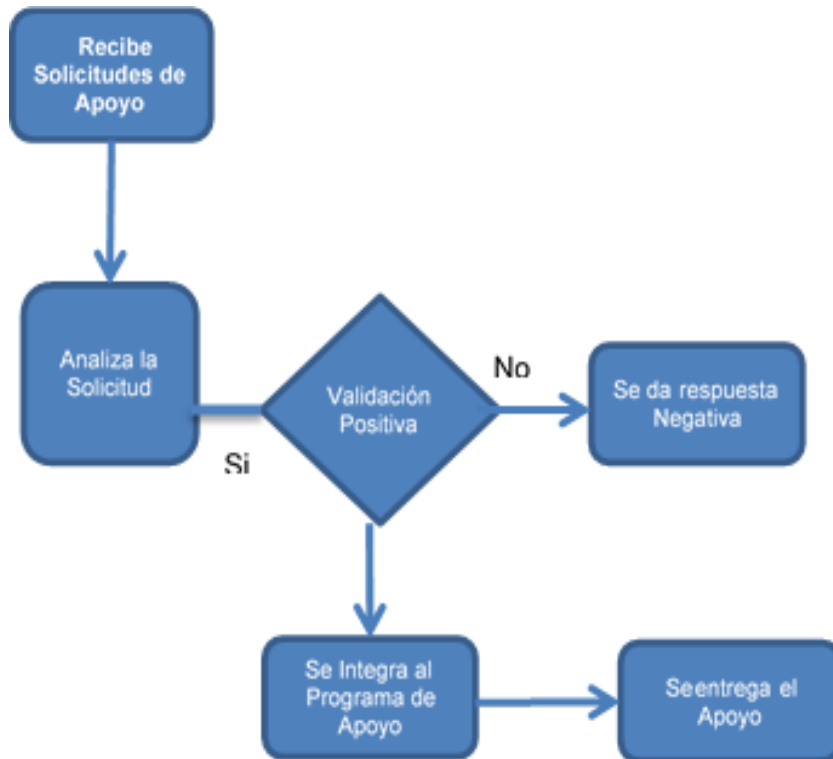 Recibe
Solicitudes de
Apoyo
Analiza la
Solicitud
Si
Validación
Positiva
No
Se da respuesta
Negativa
Se Integra al
Programa de
Apoyo
Seentrega el
Apoyo